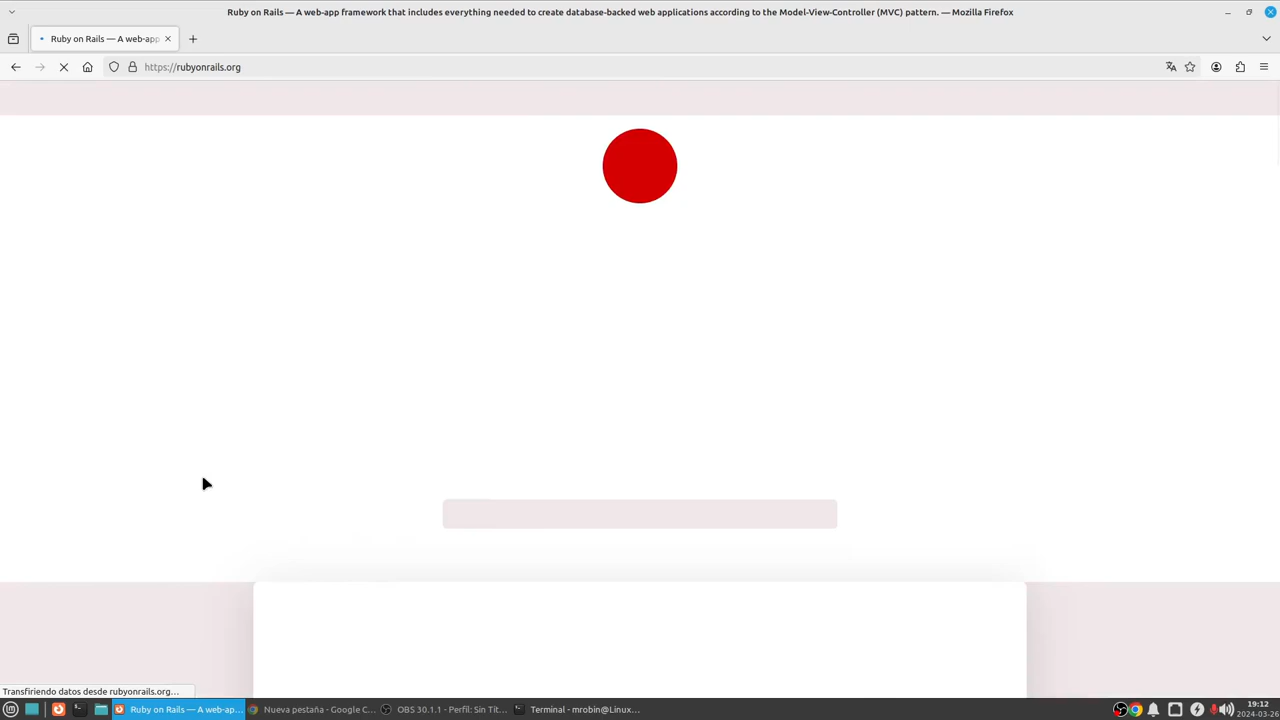 Ruby on Rails — A web-app framework that includes everything needed to create database-backed web applications according to the Model-View-Controller (MVC) pattern. — Mozilla Firefox
Ruby on Rails — A web-app
https://rubyonrails.org
Transfiriendo datos desde rubyonrails.org...
Ruby on Rails — A web-ap...
Nueva pestaña - Google C...
OBS 30.1.1 - Perfil: Sin Tít...
Terminal - mrobin@Linux...
19:12
2024-03-26